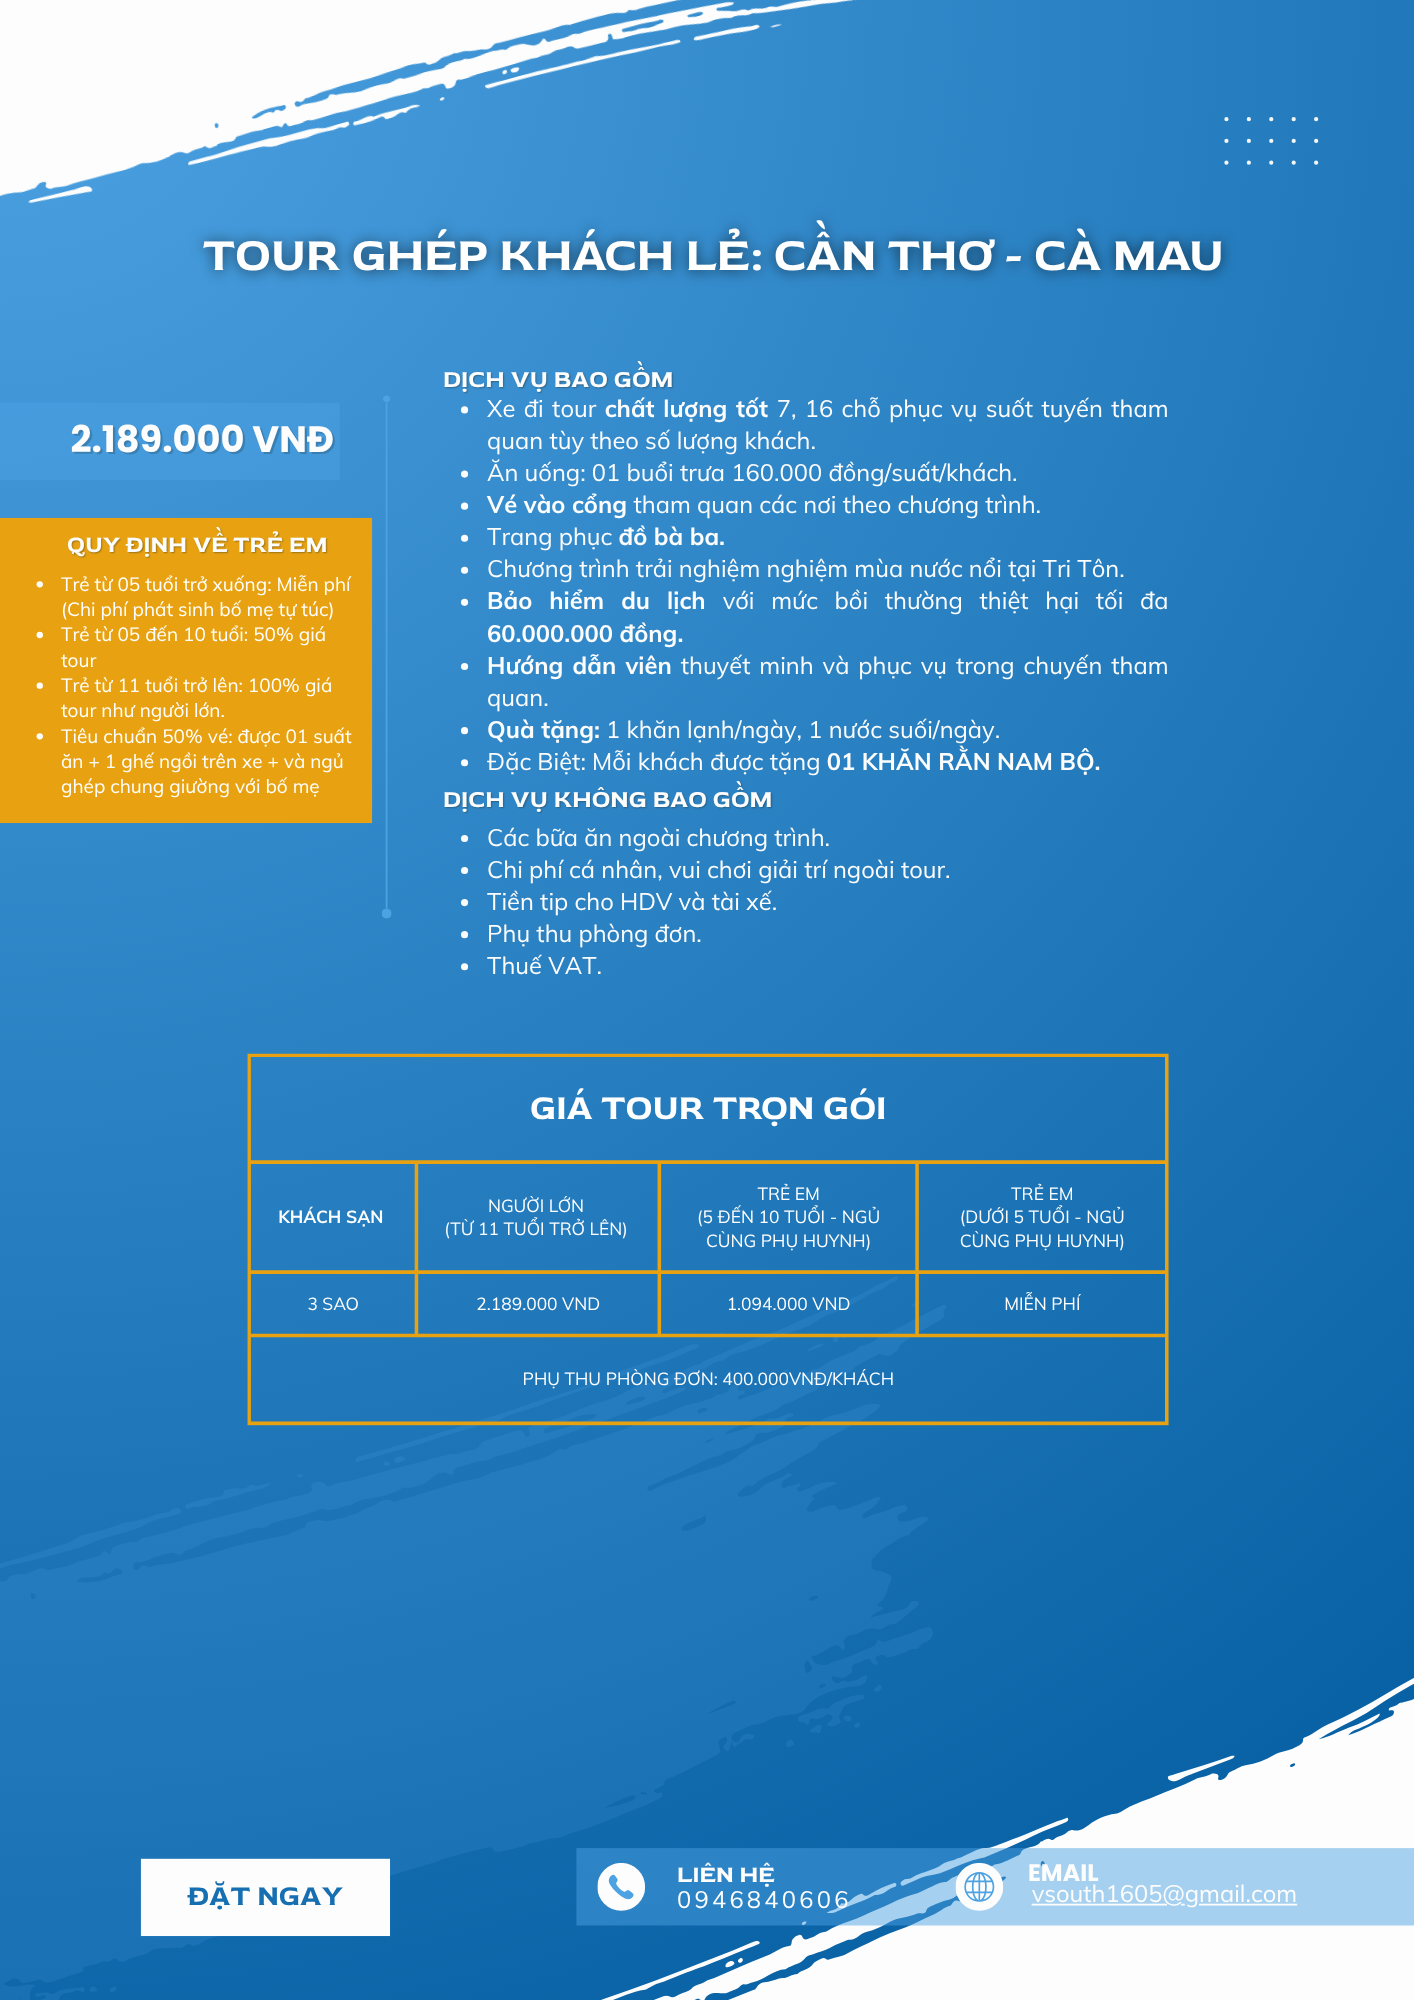 TOUR GHÉP KHÁCH LẺ: CẦN THƠ - CÀ MAU
2.189.000 VNĐ
QUY ĐỊNH VỀ TRẺ EM
• Trẻ từ 05 tuổi trở xuống: Miễn phí
(Chi phí phát sinh bố mẹ tự túc)
• Trẻ từ 05 đến 10 tuổi: 50% giá
tour
• Trẻ từ 11 tuổi trở lên: 100% giá
tour như người lớn.
• Tiêu chuẩn 50% vé: được 01 suất
ăn + 1 ghế ngồi trên xe + và ngủ
ghép chung giường với bố mẹ
DỊCH VỤ BAO GỒM
• Xe đi tour chất lượng tốt 7, 16 chỗ phục vụ suốt tuyến tham
quan tùy theo số lượng khách.
• Ăn uống: 01 buổi trưa 160.000 đồng/suất/khách.
• Vé vào cổng tham quan các nơi theo chương trình.
• Trang phục đồ bà ba.
• Chương trình trải nghiệm nghiệm mùa nước nổi tại Tri Tôn.
• Bảo hiểm du lịch với mức bồi thường thiệt hại tối đa
60.000.000 đồng.
• Hướng dẫn viên thuyết minh và phục vụ trong chuyến tham
quan.
• Quà tặng: 1 khăn lạnh/ngày, 1 nước suối/ngày.
• Đặc Biệt: Mỗi khách được tặng 01 KHĂN RẰN NAM BỘ.
DỊCH VỤ KHÔNG BAO GỒM
• Các bữa ăn ngoài chương trình.
• Chi phí cá nhân, vui chơi giải trí ngoài tour.
• Tiền tip cho HDV và tài xế.
• Phụ thu phòng đơn.
• Thuế VAT.
GIÁ TOUR TRỌN GÓI
KHÁCH SẠN
NGƯỜI LỚN
(TỪ 11 TUỔI TRỞ LÊN)
TRẺ EM
(5 ĐẾN 10 TUỔI - NGỦ
CÙNG PHỤ HUYNH)
TRẺ EM
(DƯỚI 5 TUỔI - NGỦ
CÙNG PHỤ HUYNH)
3 SAO
2.189.000 VND
1.094.000 VND
MIỄN PHÍ
PHỤ THU PHÒNG ĐƠN: 400.000VNĐ/KHÁCH
ĐẶT NGAY
LIÊN HỆ
0946840606
EMAIL
vsouth1605@gmail.com